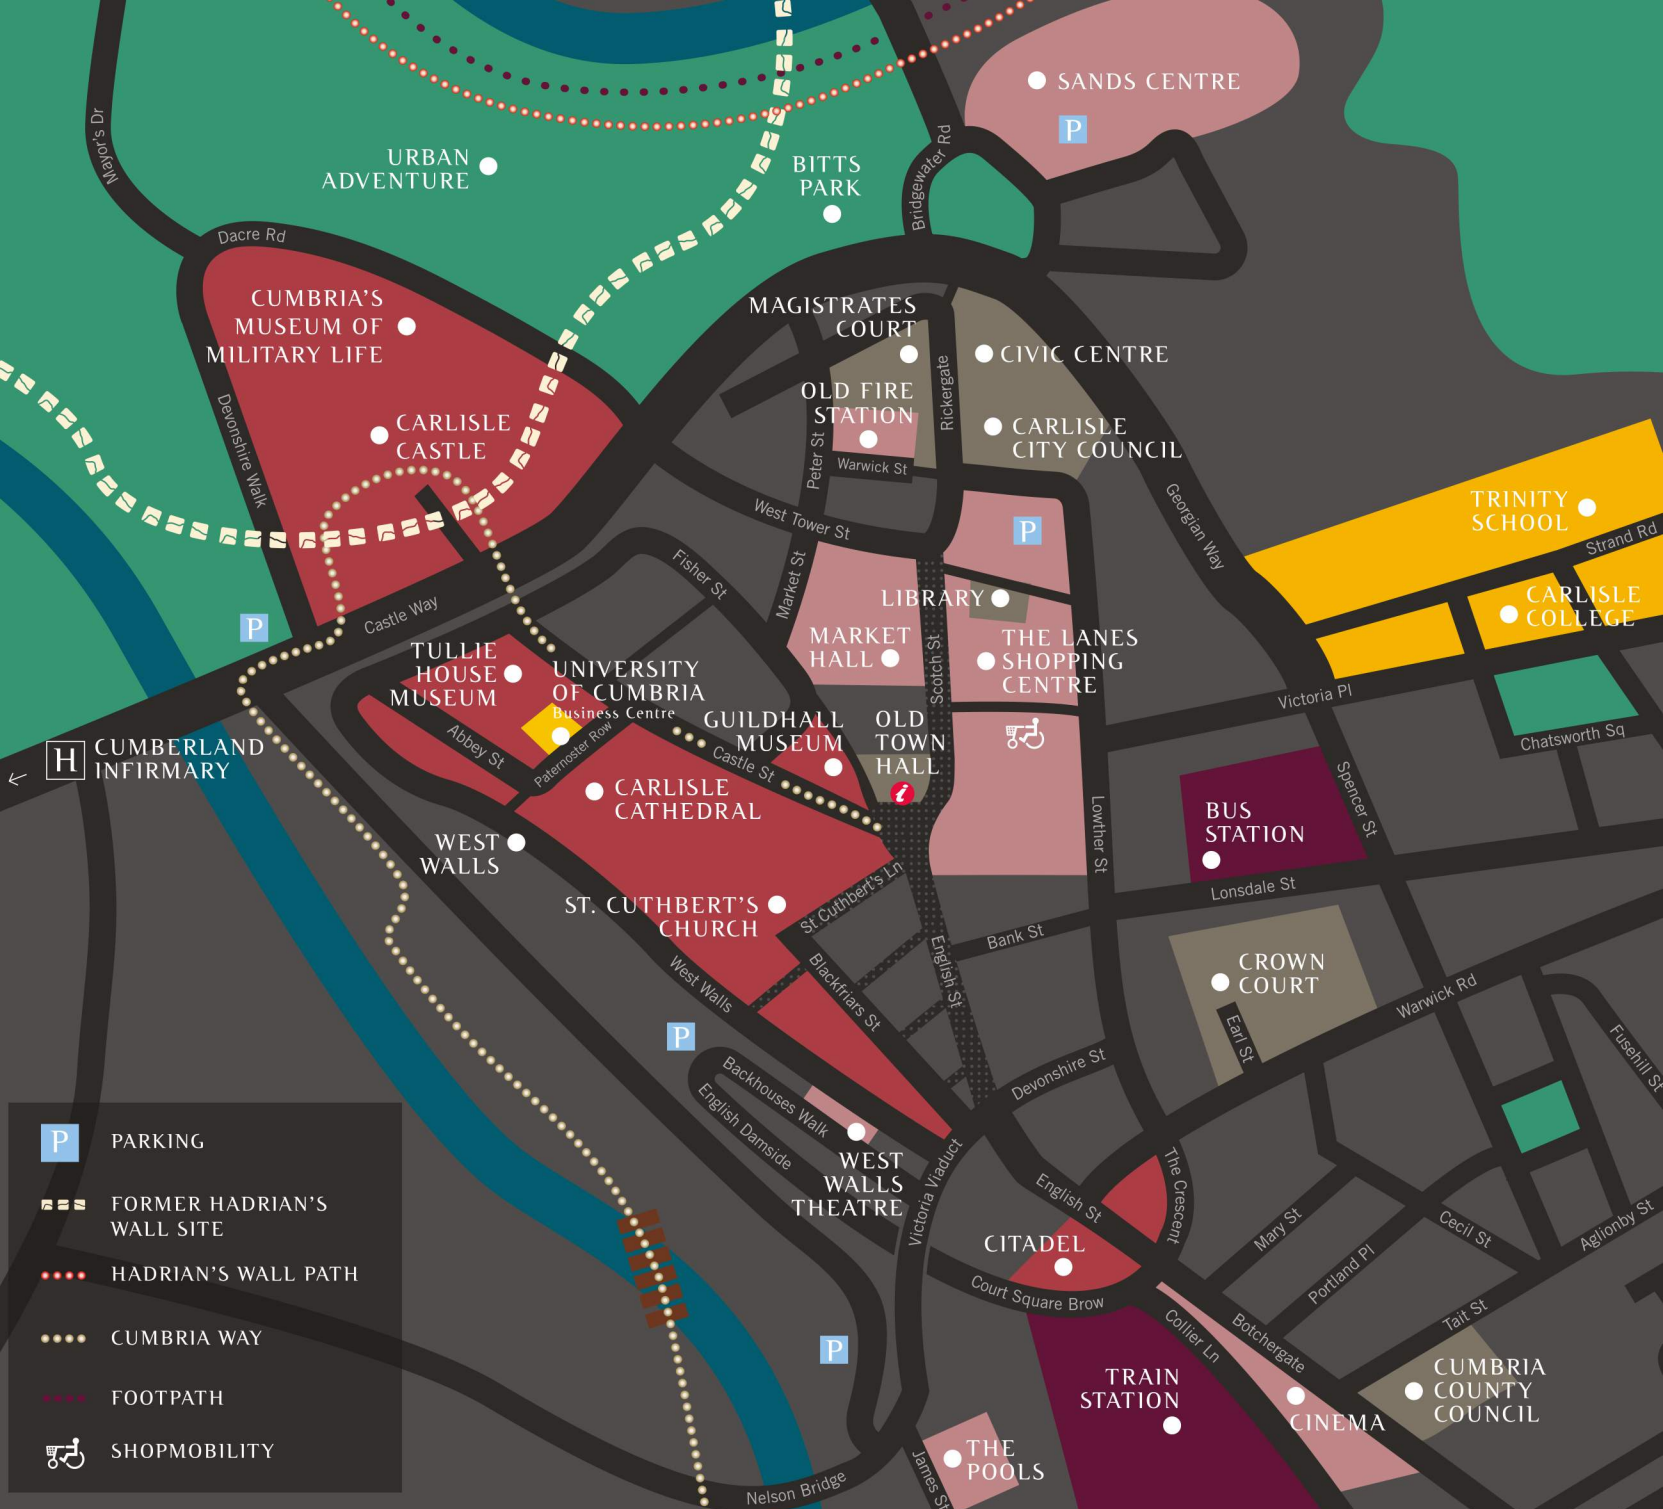 SANDS CENTRE
P
Mayor's Dr
URBAN
ADVENTURE
BITTS
PARK
Bridgewater Rd
Dacre Rd
CUMBRIA'S
MUSEUM OF
MILITARY LIFE
MAGISTRATES
COURT
CIVIC CENTRE
OLD FIRE
STATION
Rickergate
CARLISLE
CITY COUNCIL
CARLISLE
CASTLE
Devonshire Walk
Peter St
Warwick St
West Tower St
Georgian Way
TRINITY
SCHOOL
Strand Rd
P
Fisher St
Market St
LIBRARY
CARLISLE
COLLEGE
P
Castle Way
TULLIE
HOUSE
MUSEUM
MARKET
HALL
Scotch St
THE LANES
SHOPPING
CENTRE
UNIVERSITY
OF CUMBRIA
Business Centre
Victoria Pl
Chatsworth Sq
GUILDHALL
MUSEUM
OLD
TOWN
HALL
i
H
CUMBERLAND
INFIRMARY
Abbey St
Paternoster Row
Castle St
CARLISLE
CATHEDRAL
Lowther St
BUS
STATION
Spencer St
WEST
WALLS
Lonsdale St
ST. CUTHBERT'S
CHURCH
St Cuthbert's Ln
English St
Bank St
West Walls
Blackfriars St
CROWN
COURT
Earl St
Warwick Rd
Fusehill St
P
Backhouses Walk
English Damside
Devonshire St
WEST
WALLS
THEATRE
Victoria Viaduct
English St
The Crescent
Mary St
Portland Pl
Cecil St
Aglionby St
CITADEL
Court Square Brow
Collier Ln
Botchergate
Tait St
P
TRAIN
STATION
CINEMA
CUMBRIA
COUNTY
COUNCIL
THE
POOLS
James St
Nelson Bridge
P
PARKING
FORMER HADRIAN'S
WALL SITE
HADRIAN'S WALL PATH
CUMBRIA WAY
FOOTPATH
SHOPMOBILITY